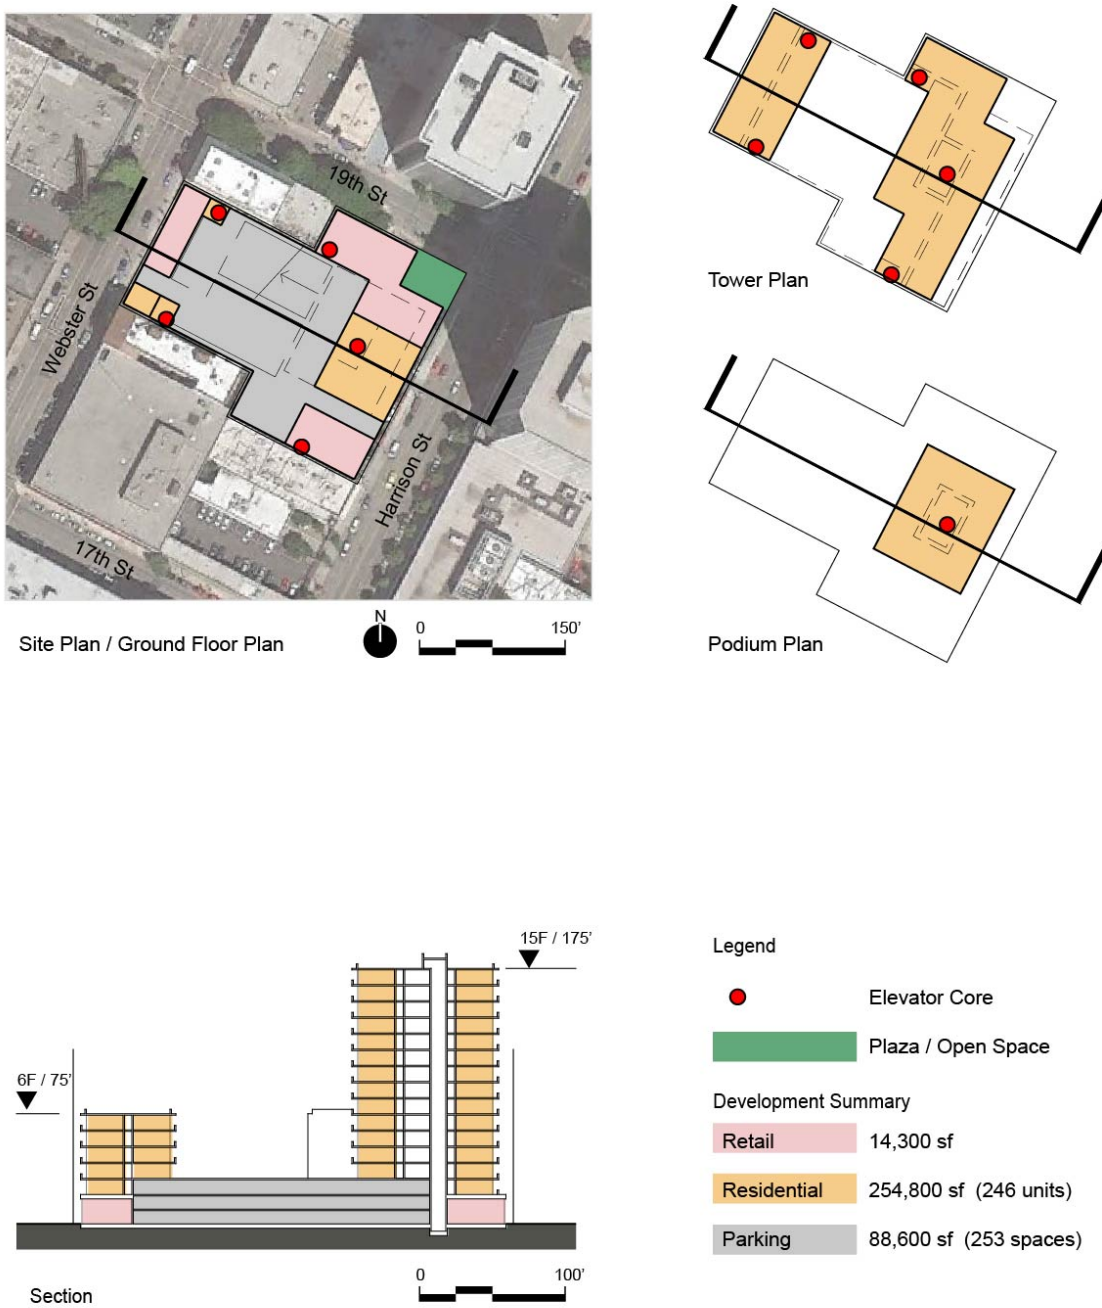 19th St
Webster St
Harrison St
17th St
Site Plan / Ground Floor Plan
N
0 150'
Tower Plan
Podium Plan
15F / 175'
6F / 75'
Section
0 100'
Legend
Elevator Core
Plaza / Open Space
Development Summary
Retail 14,300 sf
Residential 254,800 sf (246 units)
Parking 88,600 sf (253 spaces)